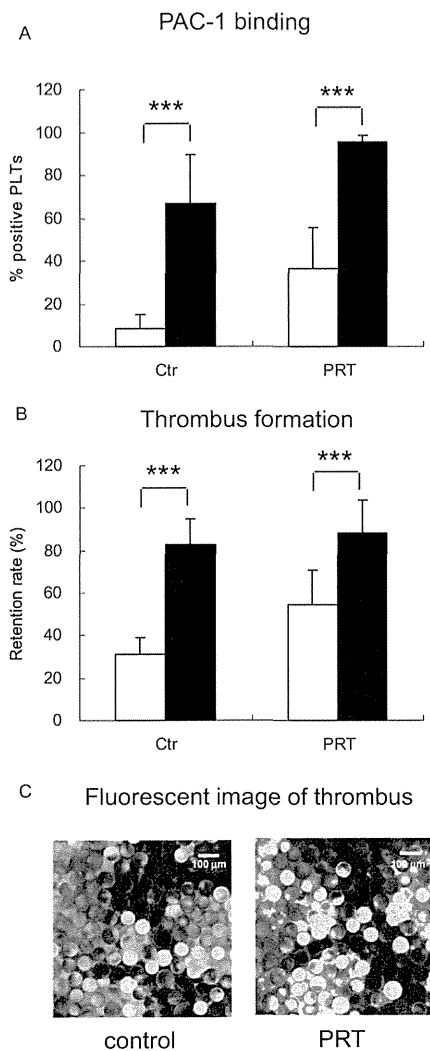 A
PAC-1 binding
% positive PLTs
120
100
80
60
40
20
0
***
***
Ctr
PRT
B
Thrombus formation
Retention rate (%)
120
100
80
60
40
20
0
***
***
Ctr
PRT
C
Fluorescent image of thrombus
100 µm
100 µm
control
PRT